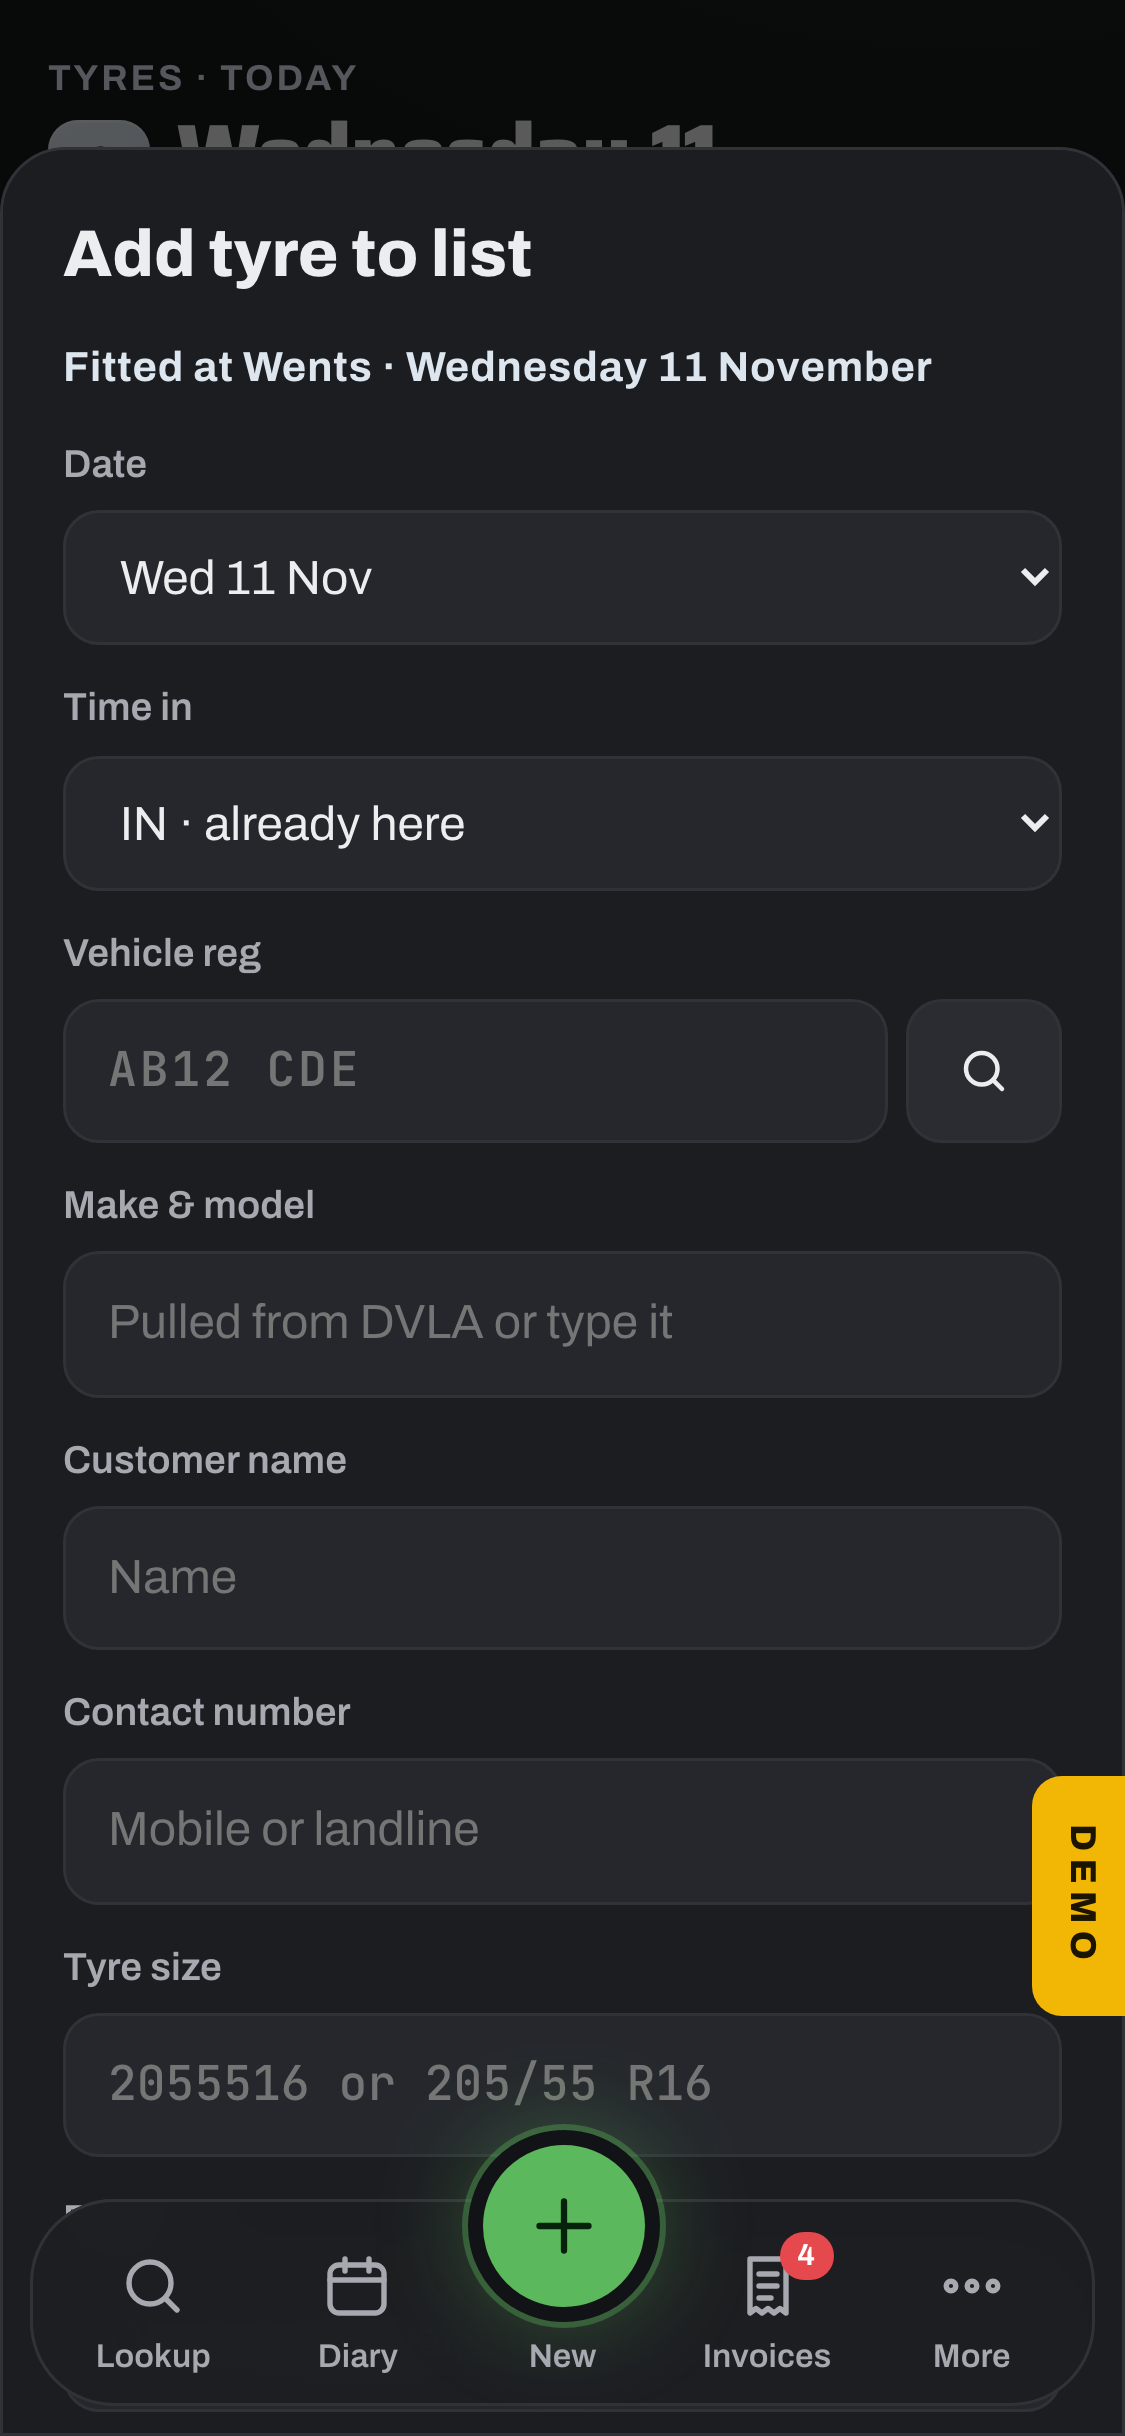 TYRES · TODAY
Wednesday 11
Add tyre to list
Fitted at Wents · Wednesday 11 November
Date
Wed 11 Nov
Time in
IN · already here
Vehicle reg
AB12 CDE
Make & model
Pulled from DVLA or type it
Customer name
Name
Contact number
Mobile or landline
DEMO
Tyre size
2055516 or 205/55 R16
4
Lookup
Diary
New
Invoices
More